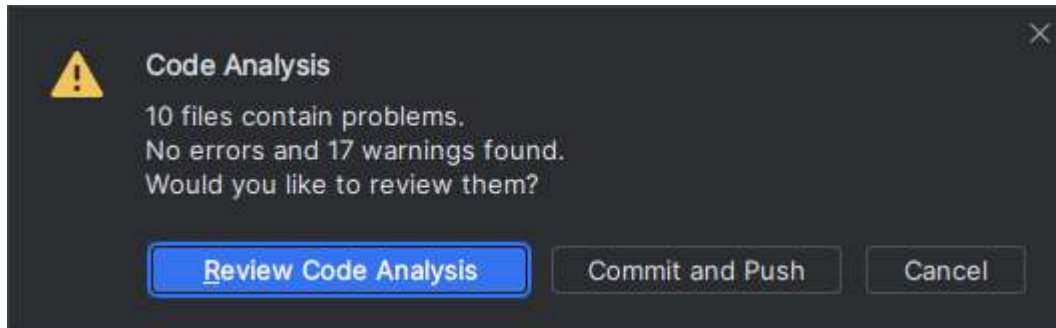 Code Analysis
10 files contain problems.
No errors and 17 warnings found.
Would you like to review them?
Review Code Analysis
Commit and Push
Cancel